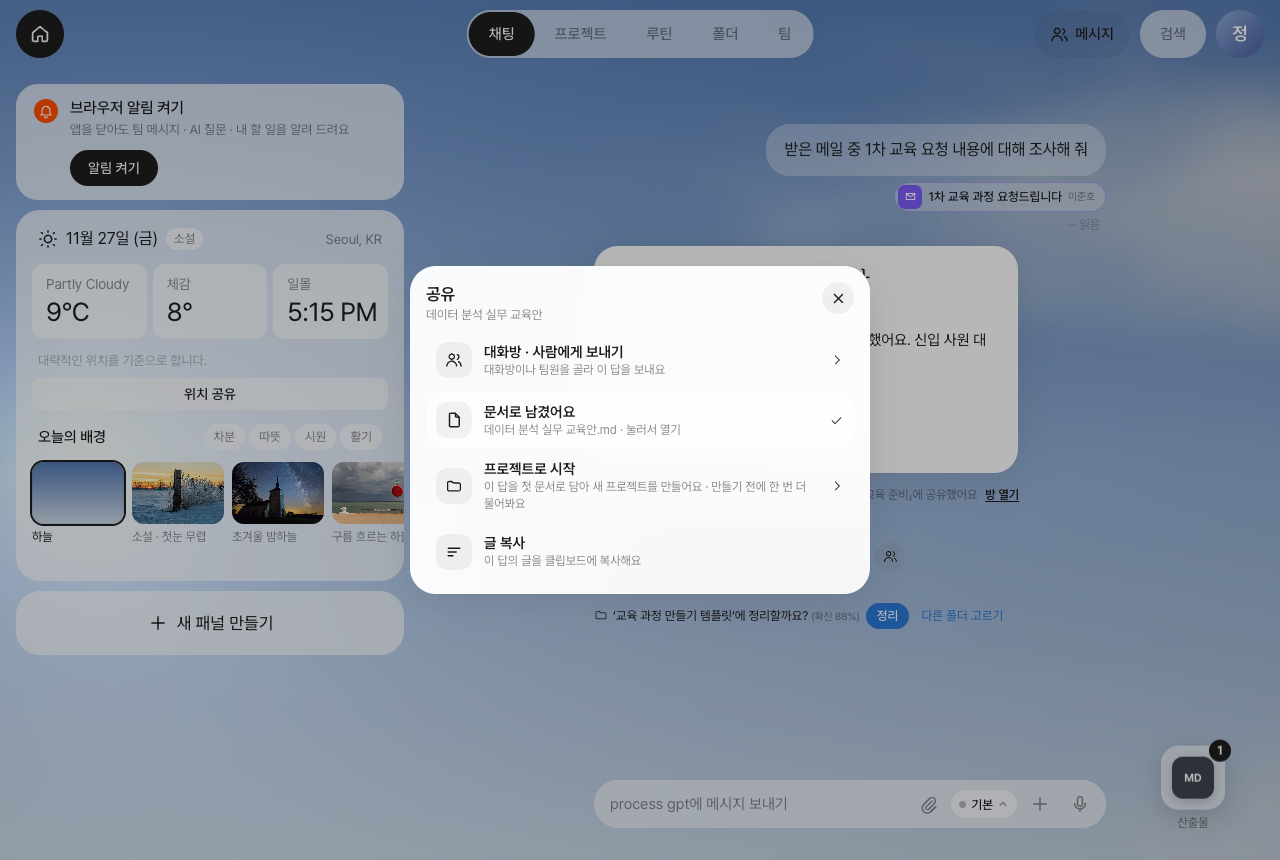 채팅
프로젝트
루틴
폴더
팀
메시지
검색
정
브라우저 알림 켜기
앱을 닫아도 팀 메시지 · AI 질문 · 내 할 일을 알려 드려요
알림 켜기
11월 27일 (금)
소설
Seoul, KR
Partly Cloudy
9°C
체감
8°
일몰
5:15 PM
대략적인 위치를 기준으로 합니다.
위치 공유
오늘의 배경
차분
따뜻
시원
활기
하늘
소설 · 첫눈 무렵
초겨울 밤하늘
구름 흐르는 하늘
새 패널 만들기
받은 메일 중 1차 교육 요청 내용에 대해 조사해 줘
1차 교육 과정 요청드립니다 이준호
읽음
했어요. 신입 사원 대
공유
데이터 분석 실무 교육안
대화방 · 사람에게 보내기
대화방이나 팀원을 골라 이 답을 보내요
문서로 남겼어요
데이터 분석 실무 교육안.md · 눌러서 열기
프로젝트로 시작
이 답을 첫 문서로 담아 새 프로젝트를 만들어요 · 만들기 전에 한 번 더
물어봐요
글 복사
이 답의 글을 클립보드에 복사해요
교육 준비」에 공유했어요 방 열기
'교육 과정 만들기 템플릿'에 정리할까요? (확신 88%) 정리 다른 폴더 고르기
process gpt에 메시지 보내기
기본
1
MD
산출물